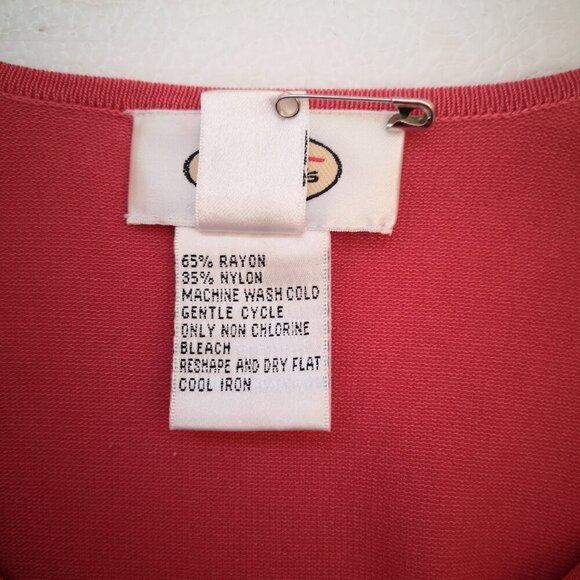 65% RAYON
35% NYLON
MACHINE WASH COLD
GENTLE CYCLE
ONLY NON CHLORINE
BLEACH
RESHAPE AND DRY FLAT
COOL IRON